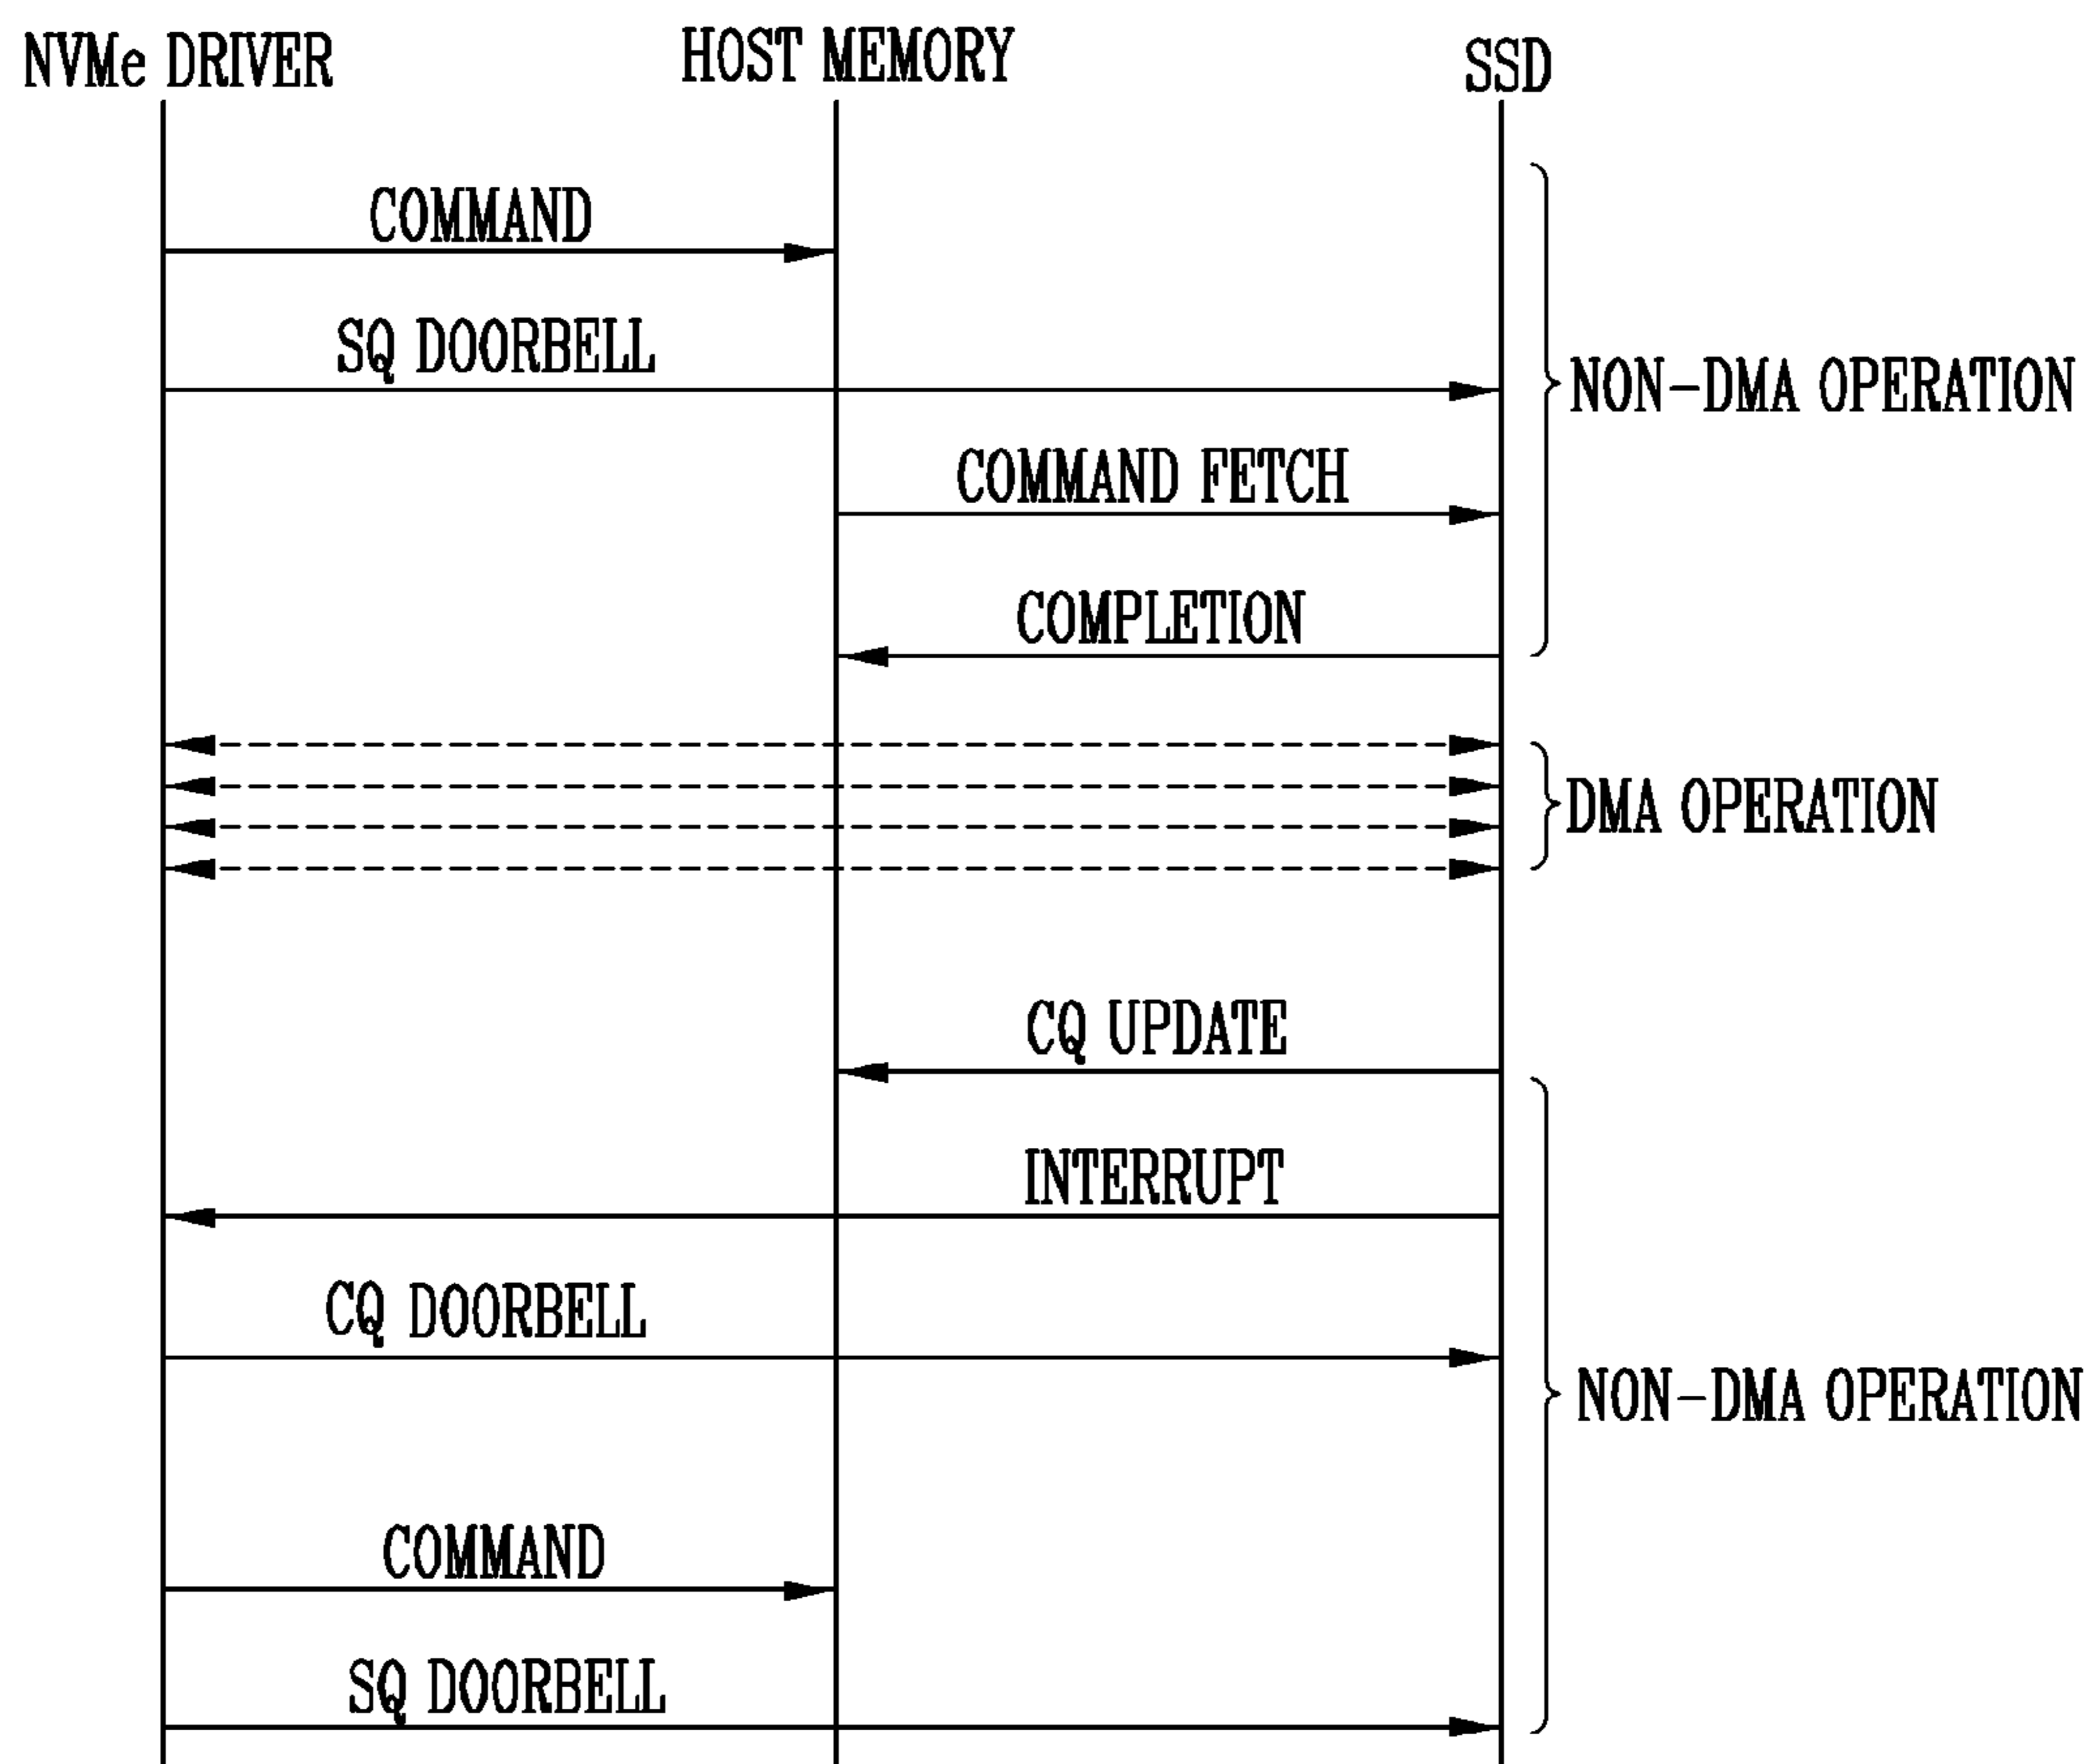 NVMe DRIVER
HOST MEMORY
SSD
COMMAND
SQ DOORBELL
NON-DMA OPERATION
COMMAND FETCH
COMPLETION
DMA OPERATION
CQ UPDATE
INTERRUPT
CQ DOORBELL
NON-DMA OPERATION
COMMAND
SQ DOORBELL